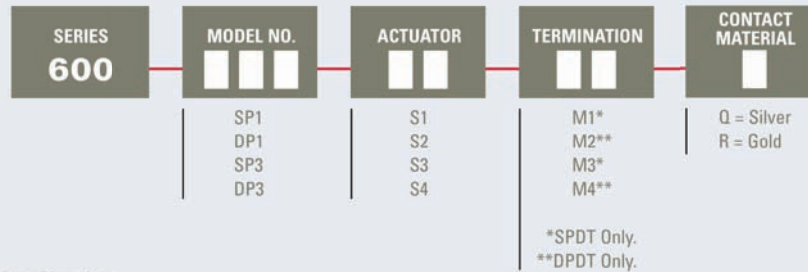 SERIES
600
MODEL NO.
SP1
DP1
SP3
DP3
ACTUATOR
S1
S2
S3
S4
TERMINATION
M1*
M2**
M3*
M4**
*SPDT Only.
**DPDT Only.
CONTACT
MATERIAL
Q = Silver
R = Gold